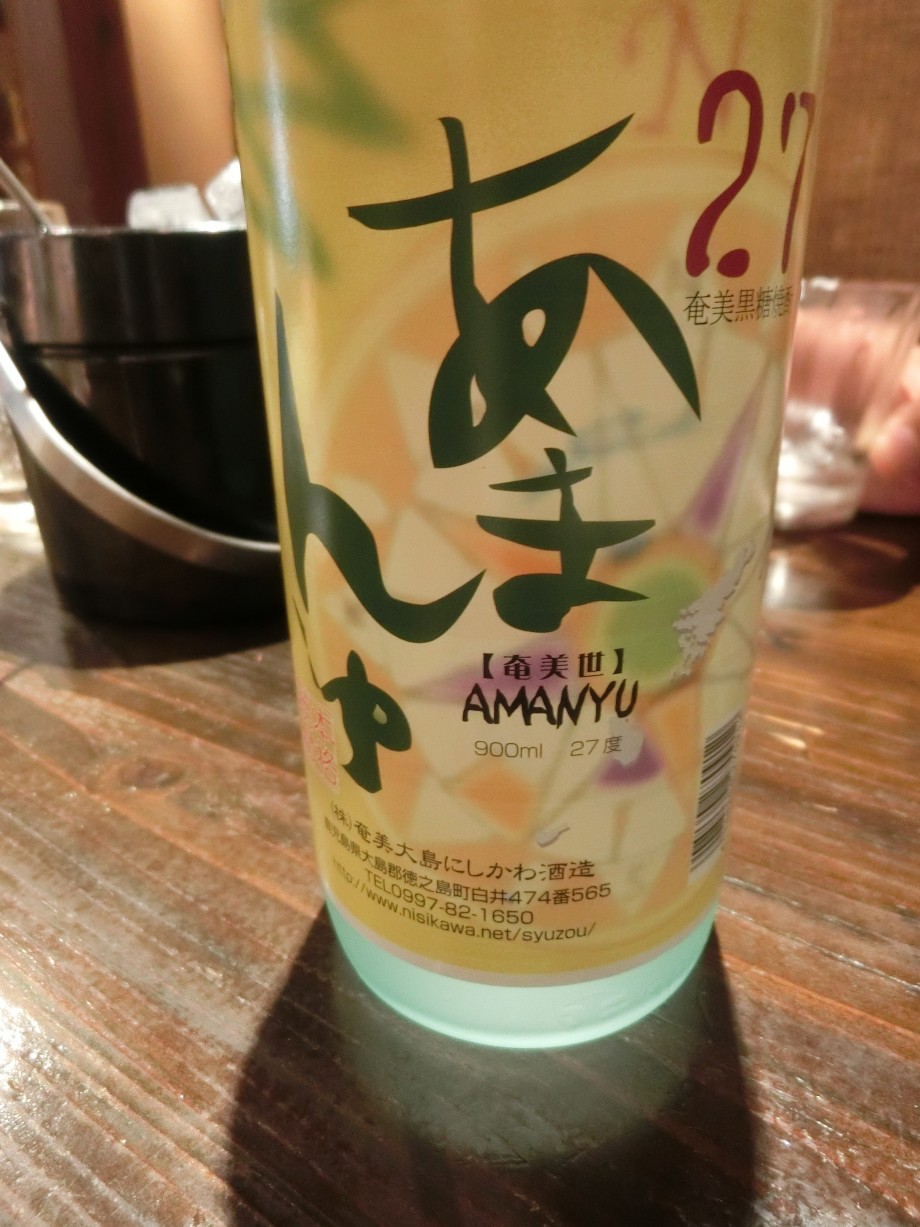 27
奄美黒糖焼酎
あま
んゆ
【奄美世】
AMANYU
900ml 27度
(株)奄美大島にしかわ酒造
鹿児島県大島郡徳之島町白井474番565
TEL0997-82-1650
http://www.nisikawa.net/syuzou/